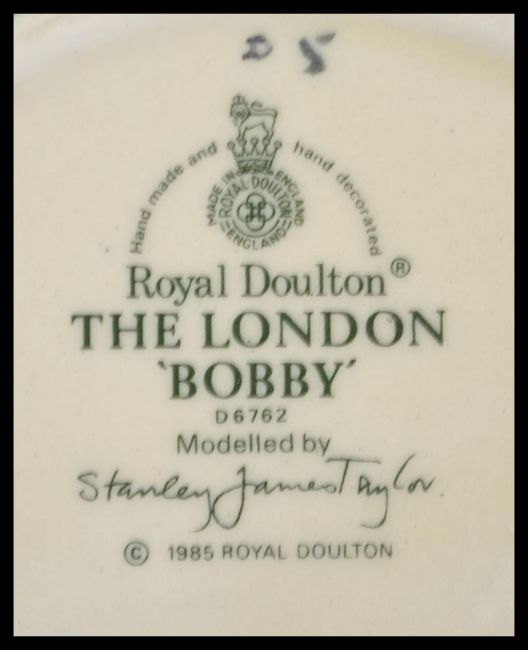 D 5
Hand made and hand decorated
MADE IN ENGLAND
ROYAL DOULTON
ENGLAND
Royal Doulton®
THE LONDON
'BOBBY'
D6762
Modelled by
Stanley James Taylor.
© 1985 ROYAL DOULTON